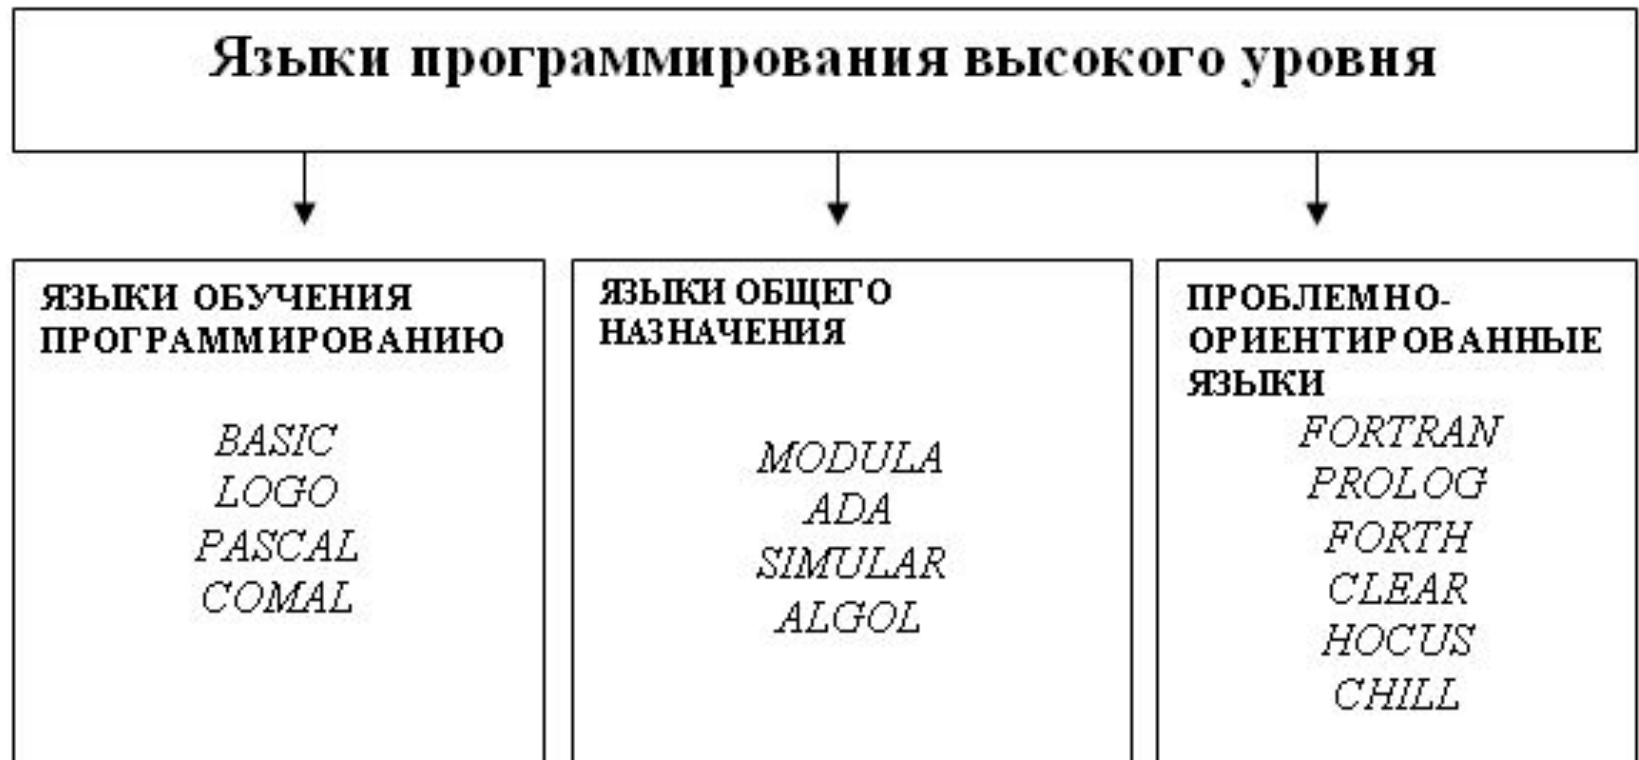 Языки программирования высокого уровня
ЯЗЫКИ ОБУЧЕНИЯ
ПРОГРАММИРОВАНИЮ
BASIC
LOGO
PASCAL
COMAL
ЯЗЫКИ ОБЩЕГО
НАЗНАЧЕНИЯ
MODULA
ADA
SIMULAR
ALGOL
ПРОБЛЕМНО-
ОРИЕНТИРОВАННЫЕ
ЯЗЫКИ
FORTRAN
PROLOG
FORTH
CLEAR
HOCUS
CHILL